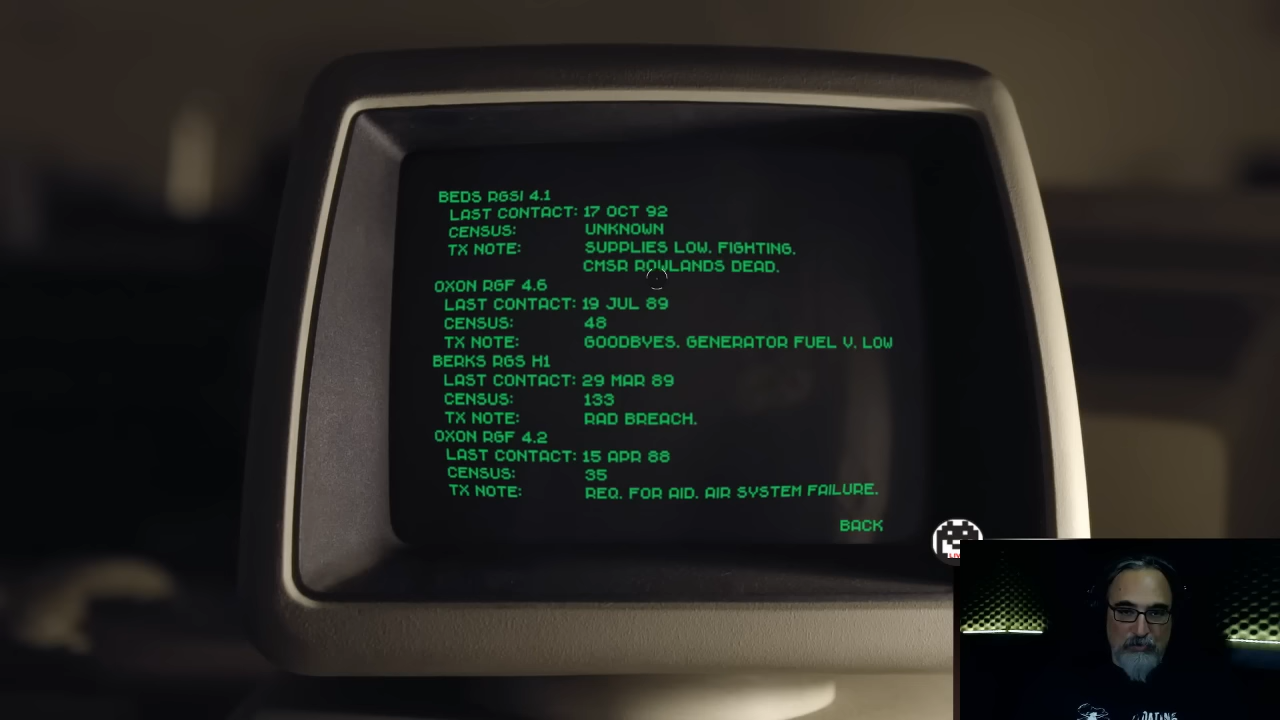 BEDS RGSI 4.1
LAST CONTACT: 17 OCT 92
CENSUS: UNKNOWN
TX NOTE: SUPPLIES LOW. FIGHTING.
CMSR ROWLANDS DEAD.
OXON RGF 4.6
LAST CONTACT: 19 JUL 89
CENSUS: 48
TX NOTE: GOODBYES. GENERATOR FUEL V. LOW
BERKS RGS H1
LAST CONTACT: 29 MAR 89
CENSUS: 133
TX NOTE: RAD BREACH.
OXON RGF 4.2
LAST CONTACT: 15 APR 88
CENSUS: 35
TX NOTE: REQ. FOR AID. AIR SYSTEM FAILURE.
BACK